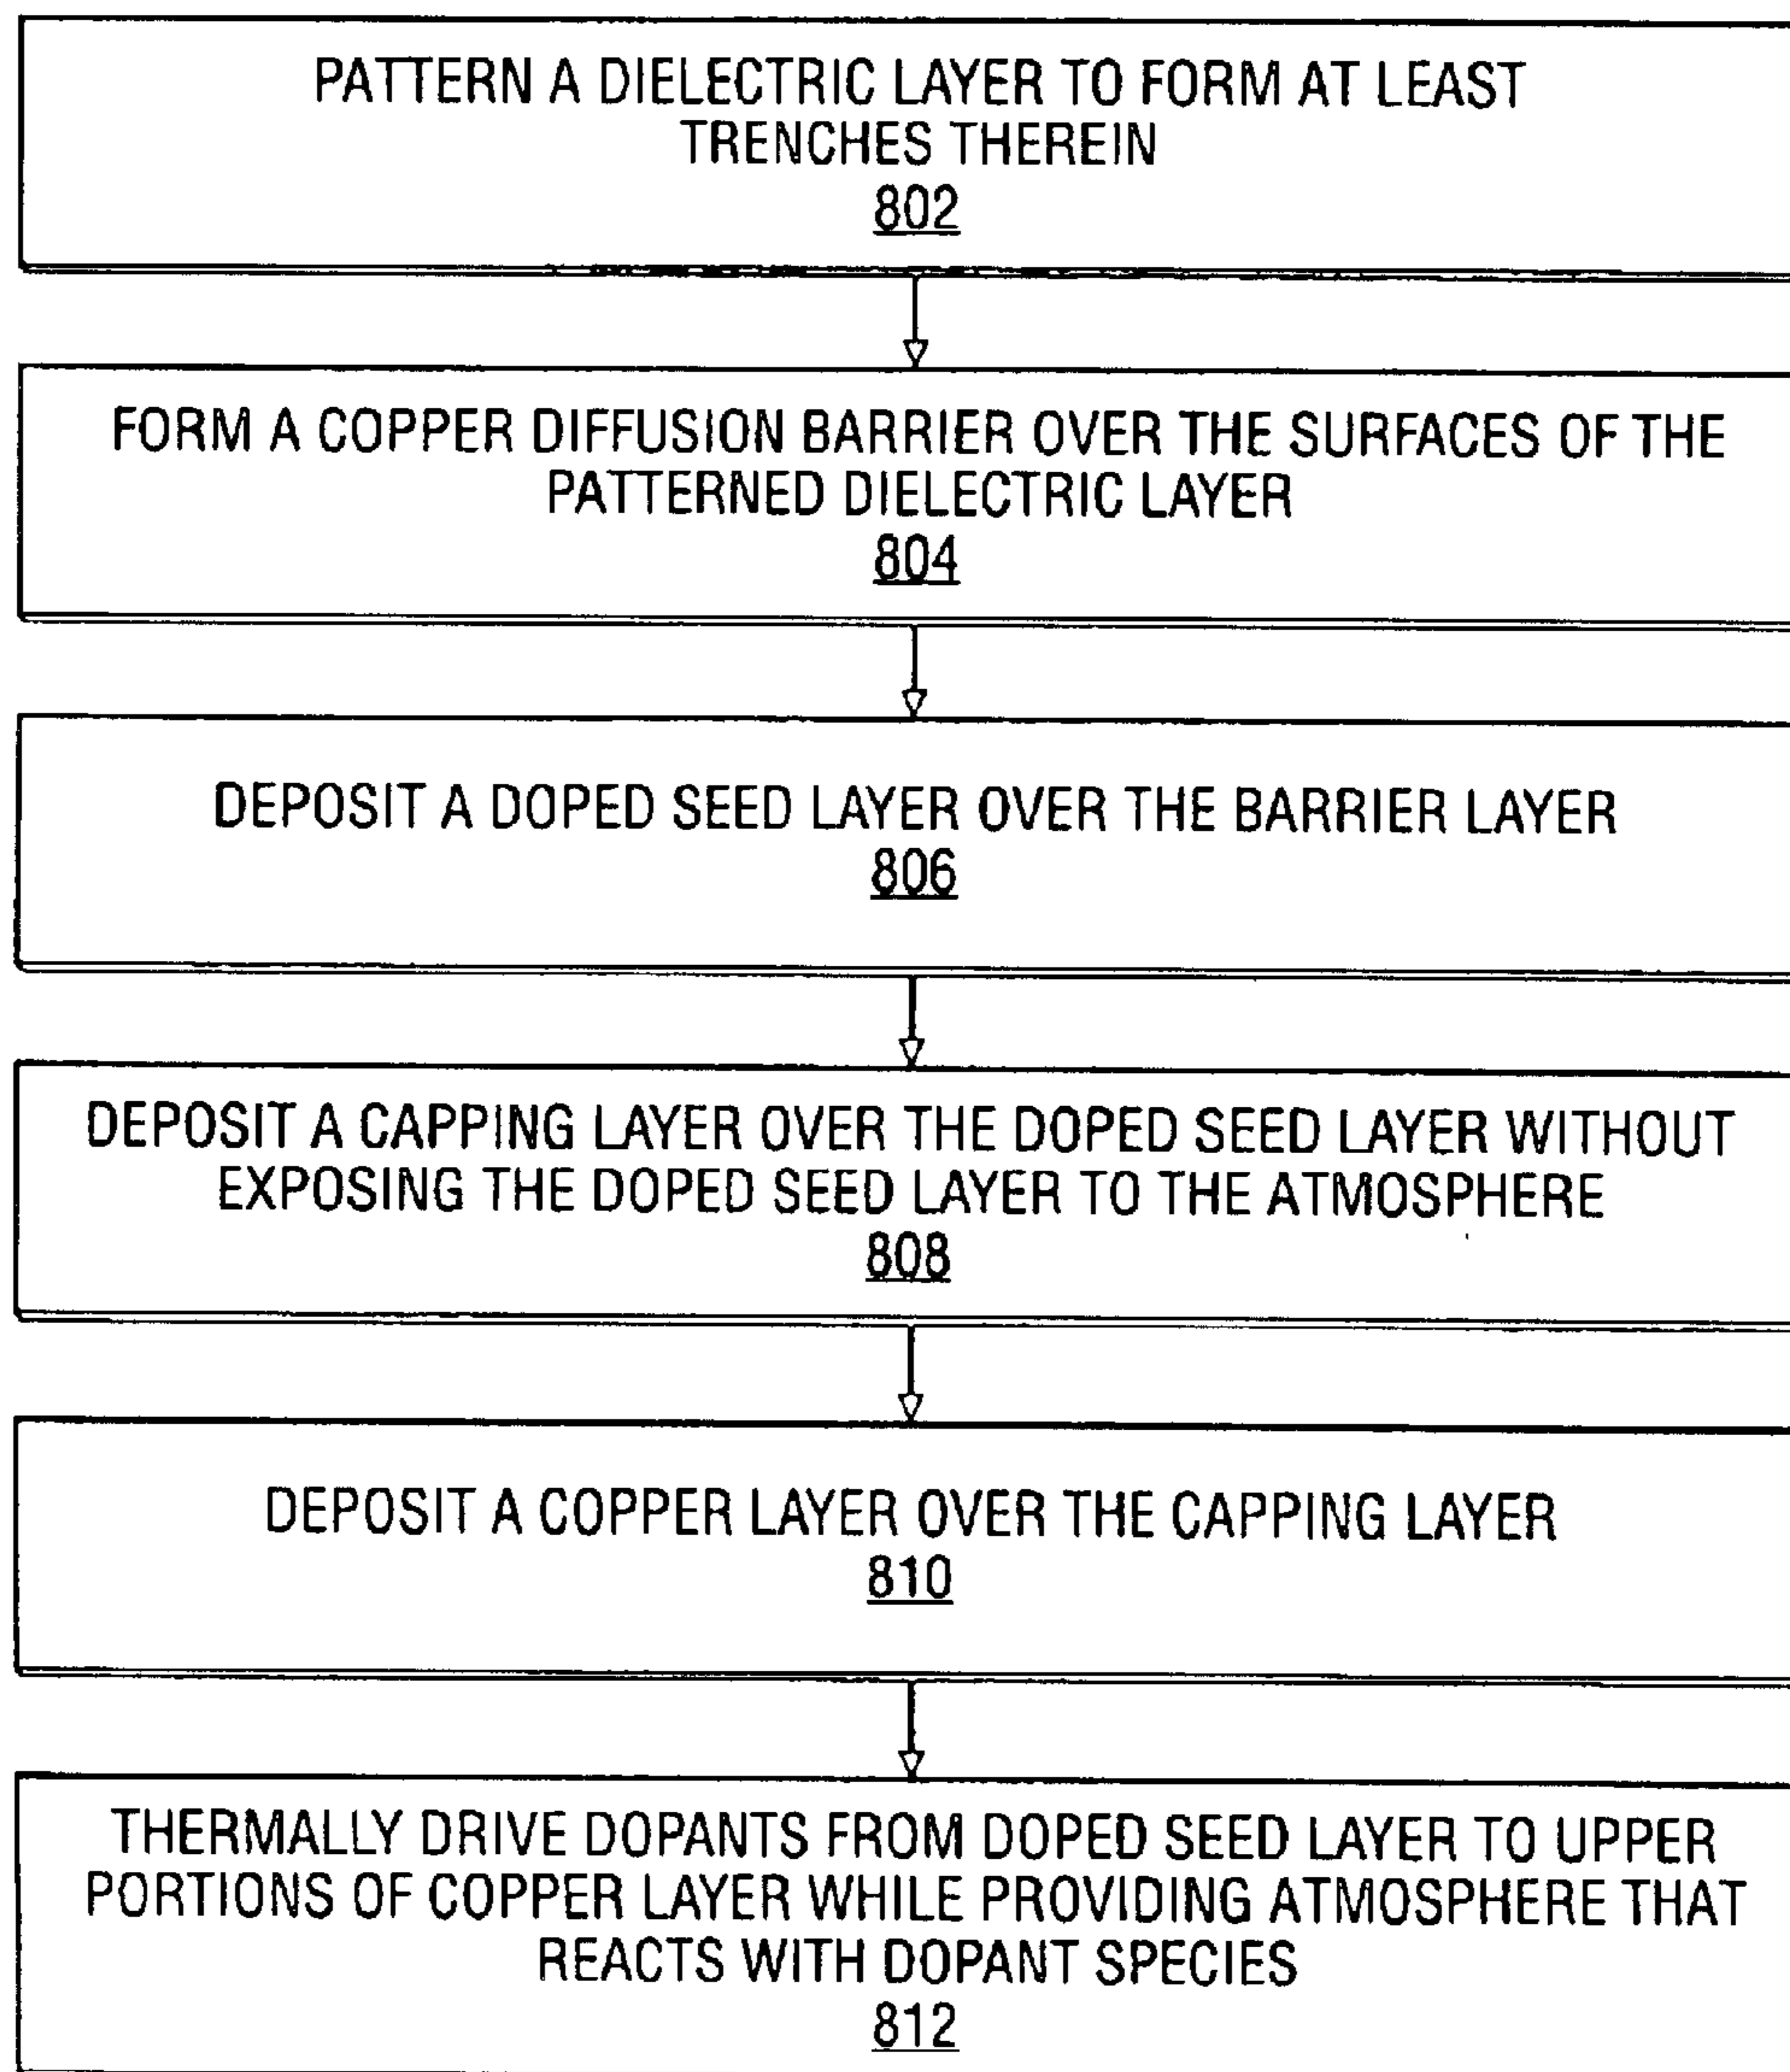 PATTERN A DIELECTRIC LAYER TO FORM AT LEAST
TRENCHES THEREIN
802
FORM A COPPER DIFFUSION BARRIER OVER THE SURFACES OF THE
PATTERNED DIELECTRIC LAYER
804
DEPOSIT A DOPED SEED LAYER OVER THE BARRIER LAYER
806
DEPOSIT A CAPPING LAYER OVER THE DOPED SEED LAYER WITHOUT
EXPOSING THE DOPED SEED LAYER TO THE ATMOSPHERE
808
DEPOSIT A COPPER LAYER OVER THE CAPPING LAYER
810
THERMALLY DRIVE DOPANTS FROM DOPED SEED LAYER TO UPPER
PORTIONS OF COPPER LAYER WHILE PROVIDING ATMOSPHERE THAT
REACTS WITH DOPANT SPECIES
812